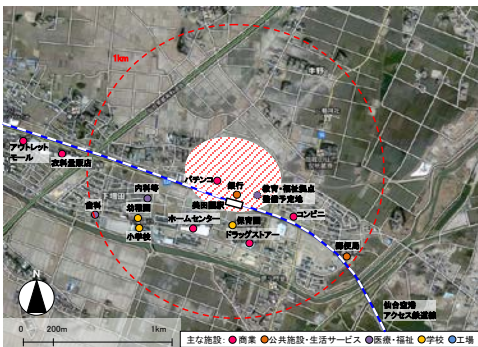 1km
アウトレット
モール
衣料量販店
パチンコ
銀行
教育・福祉拠点
整備予定地
内科等
美田園駅
コンビニ
歯科
幼稚園
保育園
ホームセンター
小学校
ドラッグストアー
郵便局
仙台空港
アクセス鉄道線
N
0 200m 1km
主な施設: 商業 公共施設・生活サービス 医療・福祉 学校 工場